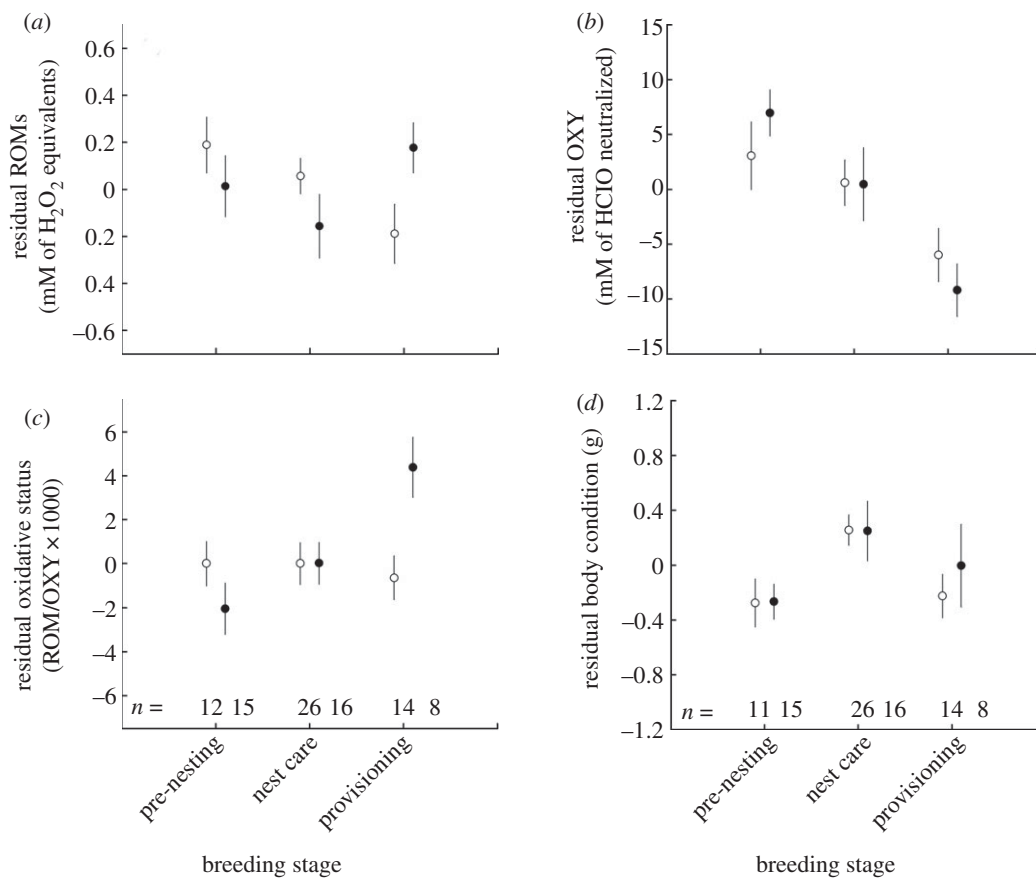 (a)
0.6
0.4
0.2
0
0.2
0.4
–0.6
residual ROMs
(mM of H₂O₂ equivalents)
(b)
15
10
5
0
–5
–10
–15
residual OXY
(mM of HClO neutralized)
(c)
6
4
2
0
–2
–4
–6
residual oxidative status
(ROM/OXY × 1000)
n = 12 15 26 16 14 8
pre-nesting
nest care
provisioning
breeding stage
(d)
1.2
0.8
0.4
0
–0.4
–0.8
–1.2
residual body condition (g)
n = 11 15 26 16 14 8
pre-nesting
nest care
provisioning
breeding stage